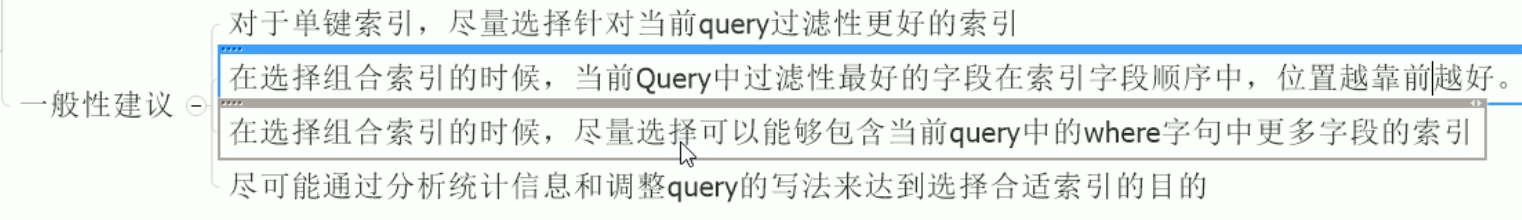 对于单键索引，尽量选择针对当前query过滤性更好的索引
在选择组合索引的时候，当前Query中过滤性最好的字段在索引字段顺序中，位置越靠前越好。
一般性建议
在选择组合索引的时候，尽量选择可以能够包含当前query中的where字句中更多字段的索引
尽可能通过分析统计信息和调整query的写法来达到选择合适索引的目的